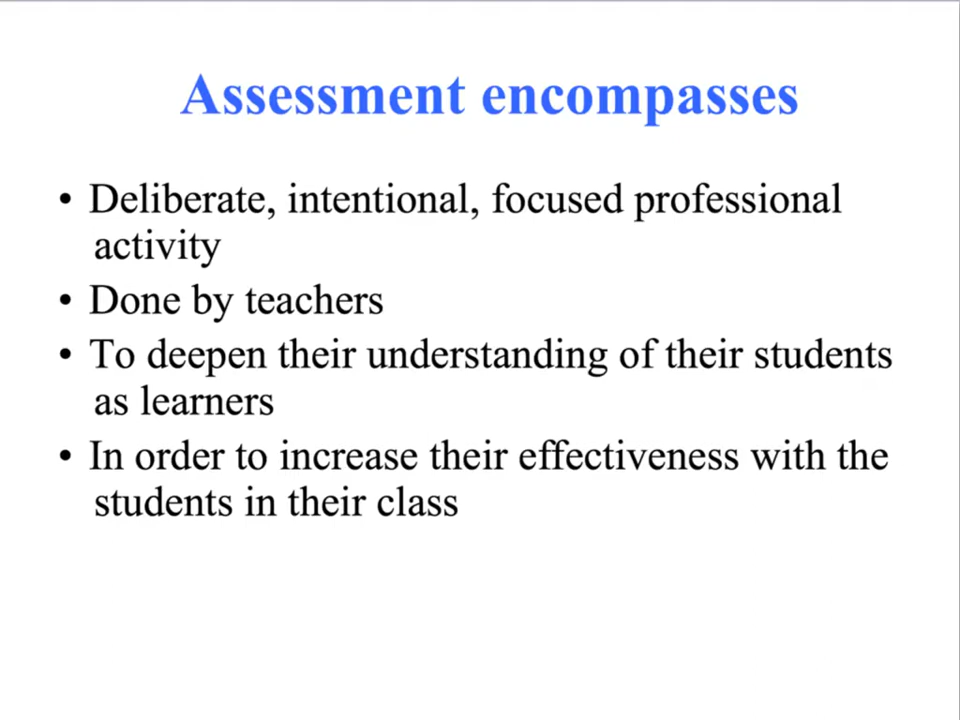 Assessment encompasses
• Deliberate, intentional, focused professional
activity
• Done by teachers
• To deepen their understanding of their students
as learners
• In order to increase their effectiveness with the
students in their class